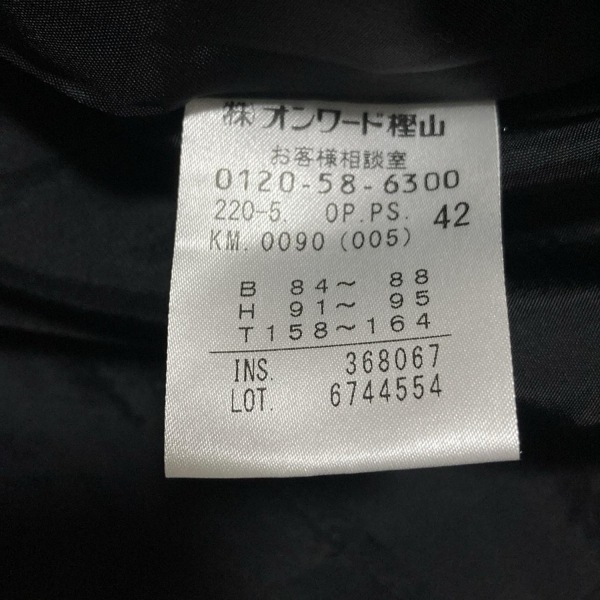 ㈱オンワード樫山
お客様相談室
0120-58-6300
220-5. OP.PS. 42
KM. 0090 (005)
B 84～ 88
H 91～ 95
T158～164
INS. 368067
LOT. 6744554